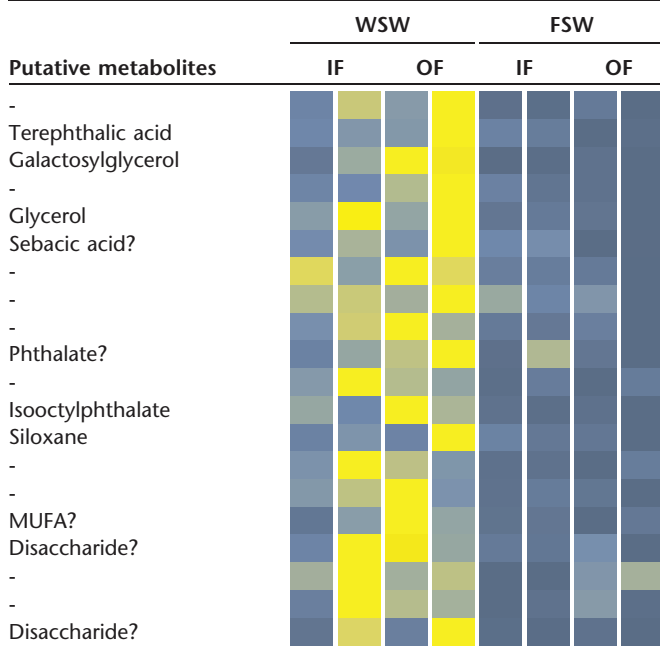 WSW FSW
Putative metabolites IF OF IF OF
-
Terephthalic acid
Galactosylglycerol
-
Glycerol
Sebacic acid?
-
-
-
Phthalate?
-
Isooctylphthalate
Siloxane
-
-
MUFA?
Disaccharide?
-
-
Disaccharide?